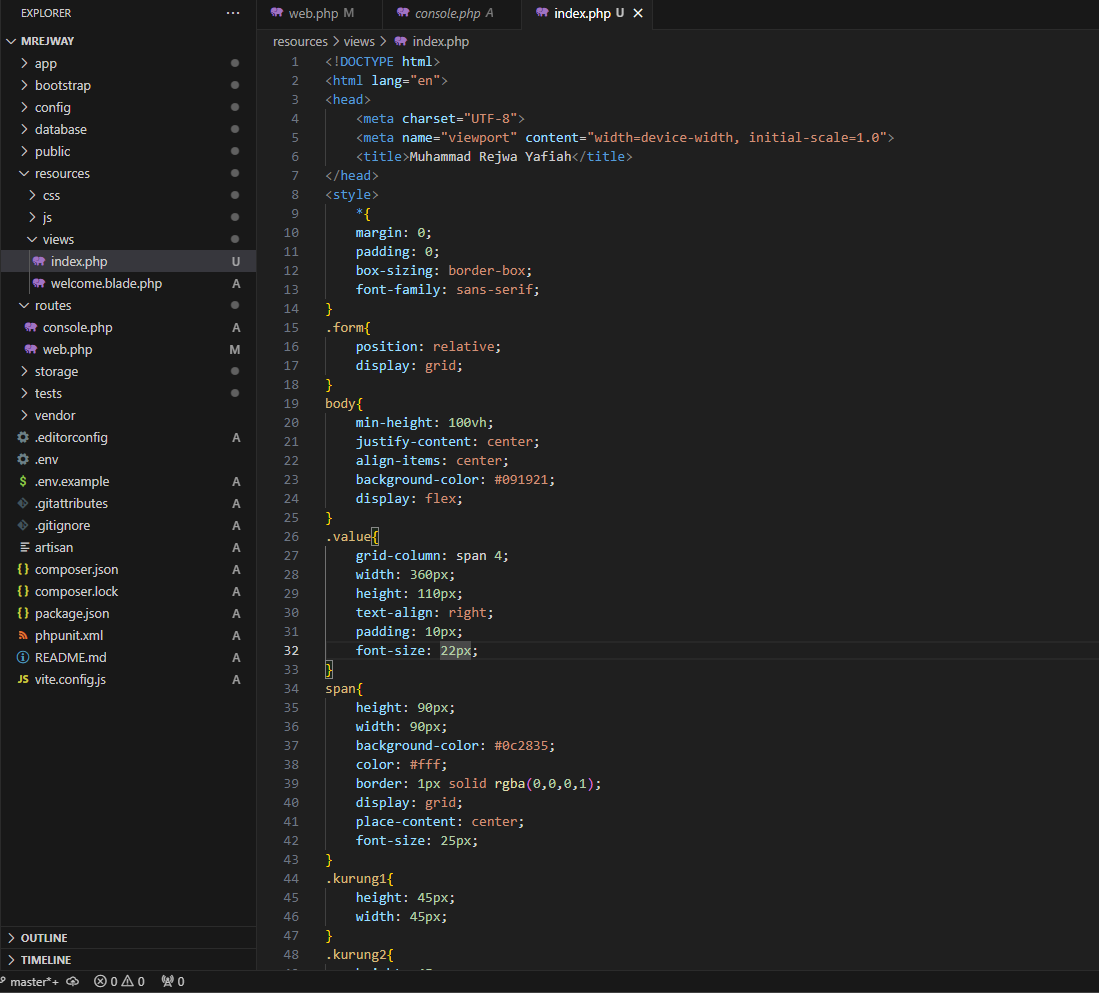 EXPLORER ···
MREJWAY
app
bootstrap
config
database
public
resources
css
js
views
index.php U
welcome.blade.php A
routes
console.php A
web.php M
storage
tests
vendor
.editorconfig A
.env
$ .env.example A
.gitattributes A
.gitignore A
artisan A
{} composer.json A
{} composer.lock A
{} package.json A
phpunit.xml A
README.md A
JS vite.config.js A
OUTLINE
TIMELINE
web.php M console.php A index.php U
resources > views > index.php
1 <!DOCTYPE html>
2 <html lang="en">
3 <head>
4 <meta charset="UTF-8">
5 <meta name="viewport" content="width=device-width, initial-scale=1.0">
6 <title>Muhammad Rejwa Yafiah</title>
7 </head>
8 <style>
9 *{
10 margin: 0;
11 padding: 0;
12 box-sizing: border-box;
13 font-family: sans-serif;
14 }
15 .form{
16 position: relative;
17 display: grid;
18 }
19 body{
20 min-height: 100vh;
21 justify-content: center;
22 align-items: center;
23 background-color: #091921;
24 display: flex;
25 }
26 .value{
27 grid-column: span 4;
28 width: 360px;
29 height: 110px;
30 text-align: right;
31 padding: 10px;
32 font-size: 22px;
33 }
34 span{
35 height: 90px;
36 width: 90px;
37 background-color: #0c2835;
38 color: #fff;
39 border: 1px solid rgba(0,0,0,1);
40 display: grid;
41 place-content: center;
42 font-size: 25px;
43 }
44 .kurung1{
45 height: 45px;
46 width: 45px;
47 }
48 .kurung2{
master*+ 0 0 0